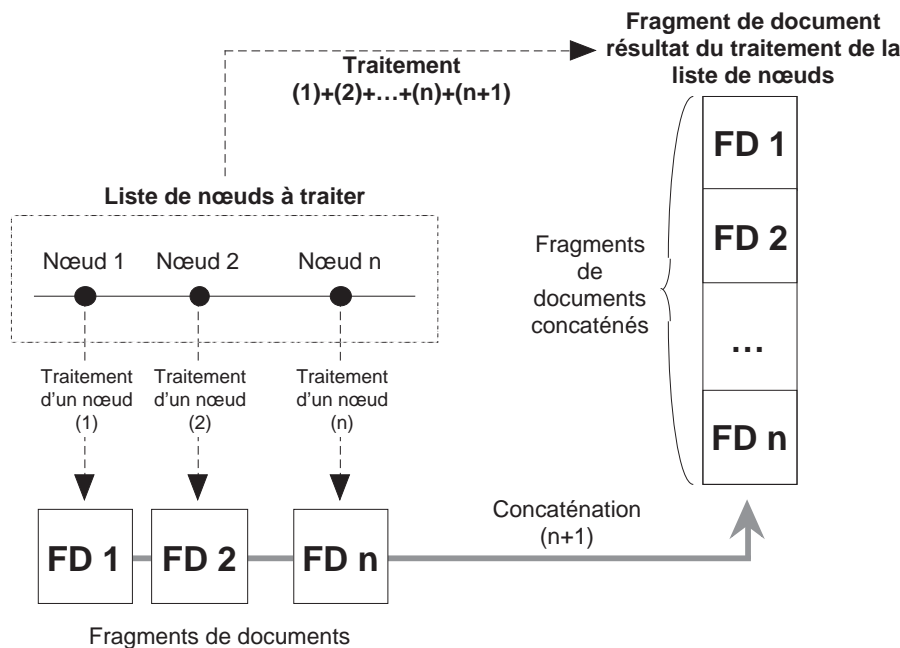 Fragment de document
résultat du traitement de la
liste de nœuds
Traitement
(1)+(2)+…+(n)+(n+1)
Liste de nœuds à traiter
Nœud 1
Nœud 2
Nœud n
Traitement
d'un nœud
(1)
Traitement
d'un nœud
(2)
Traitement
d'un nœud
(n)
FD 1
FD 2
FD n
Fragments de documents
Concaténation
(n+1)
Fragments
de
documents
concaténés
FD 1
FD 2
…
FD n